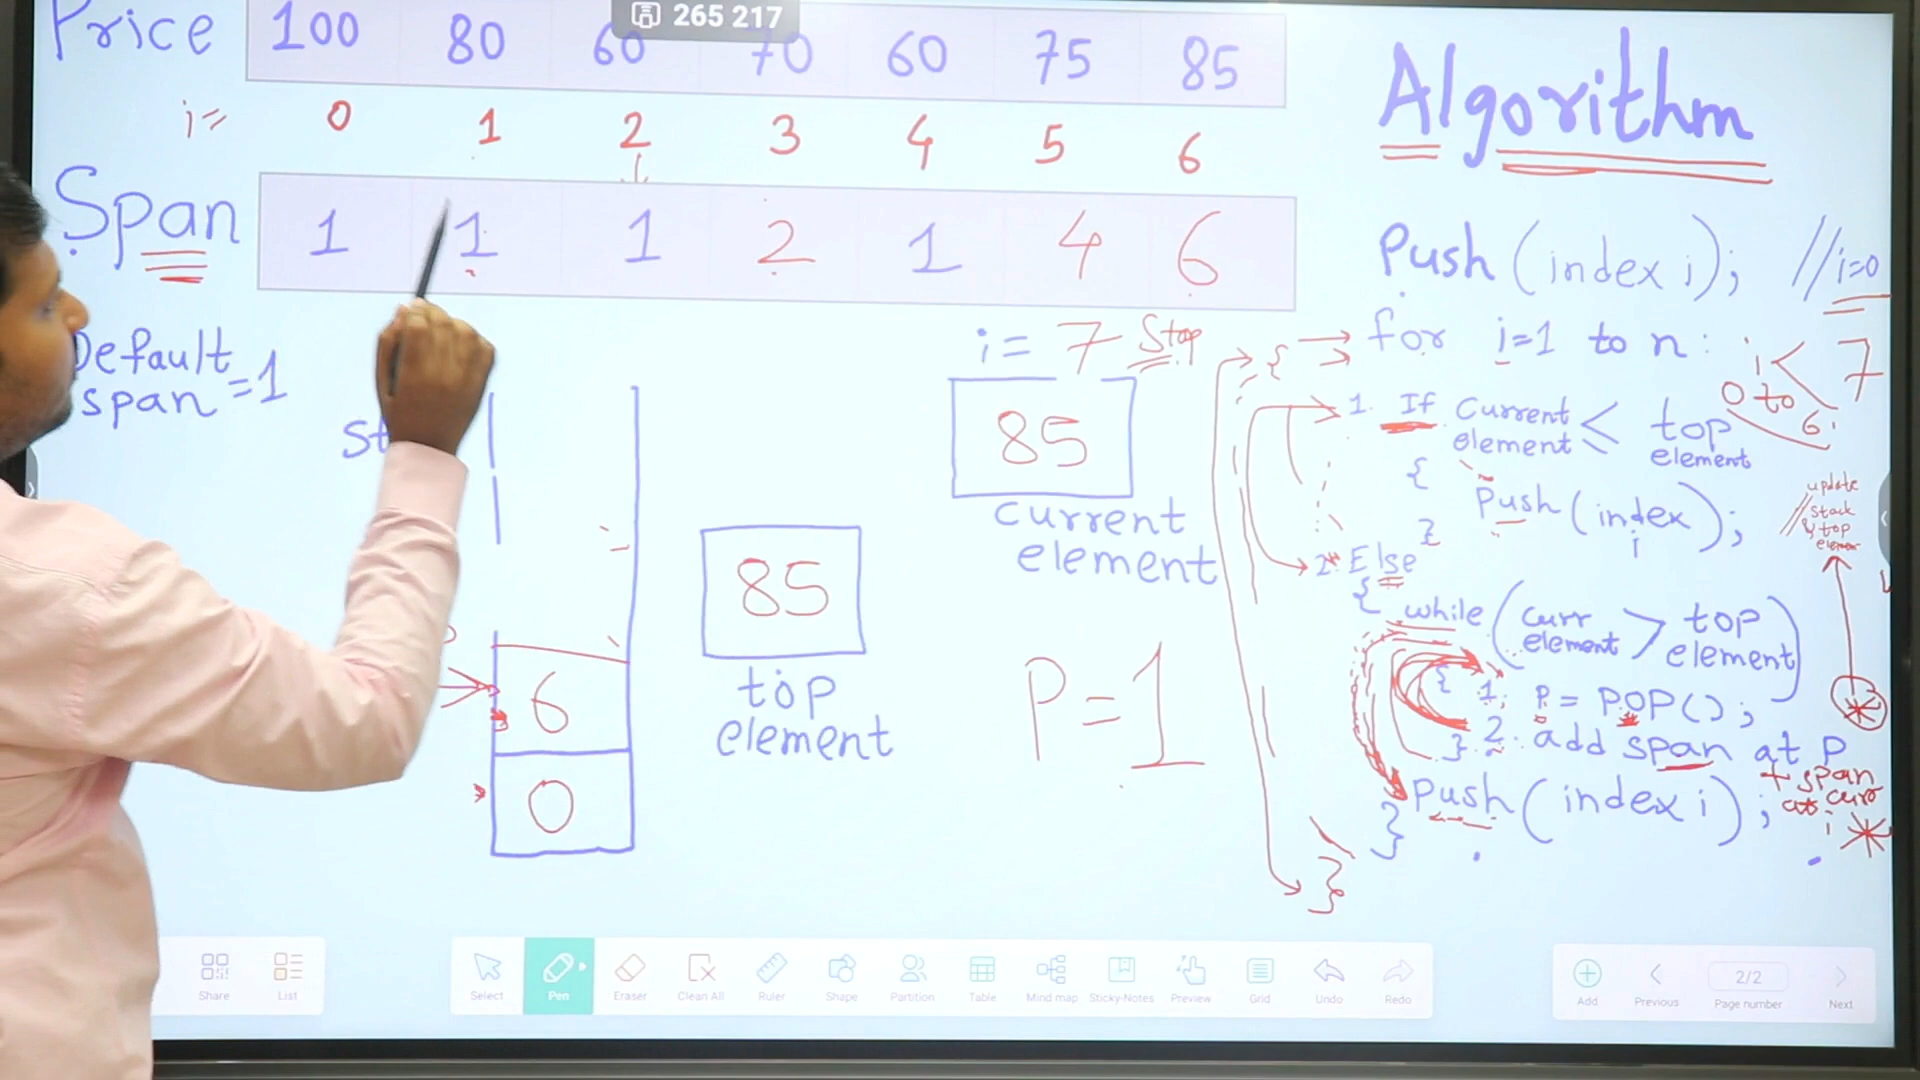 265 217
Price 100 80 60 70 60 75 85
i= 0 1 2 3 4 5 6
Span 1 1 1 2 1 4 6
Default
span =1
St
6
0
85
top
element
i= 7 Stop
85
current
element
P=1
Algorithm
Push (index i); //i=0
{ for i=1 to n: i < 7
0 to 6
1. If Current element <= top element
{
Push (index i);
}
//update
stack
& top
element
2* Else
{
while (curr element > top element)
{ 1. P = POP();
2. add span at P
+ span
at curr
i
}
Push (index i);
}
}
Share
List
Select
Pen
Eraser
Clean All
Ruler
Shape
Partition
Table
Mind map
Sticky-Notes
Preview
Grid
Undo
Redo
Add
Previous
2/2
Page number
Next